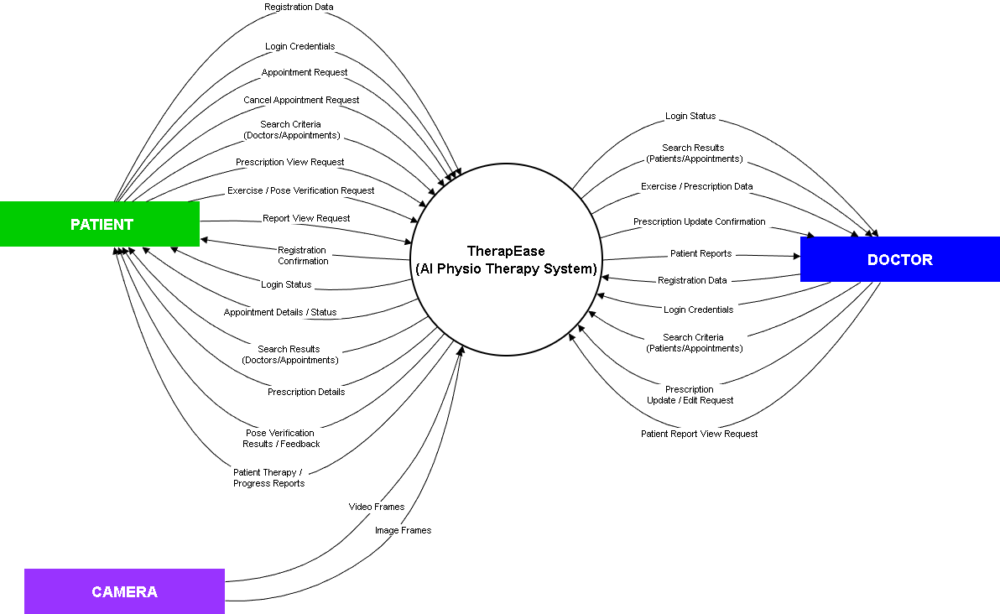 Registration Data
Login Credentials
Appointment Request
Cancel Appointment Request
Search Criteria
(Doctors/Appointments)
Prescription View Request
Exercise / Pose Verification Request
Report View Request
PATIENT
Registration
Confirmation
Login Status
Appointment Details / Status
Search Results
(Doctors/Appointments)
Prescription Details
Pose Verification
Results / Feedback
Patient Therapy /
Progress Reports
TherapEase
(AI Physio Therapy System)
Login Status
Search Results
(Patients/Appointments)
Exercise / Prescription Data
Prescription Update Confirmation
Patient Reports
DOCTOR
Registration Data
Login Credentials
Search Criteria
(Patients/Appointments)
Prescription
Update / Edit Request
Patient Report View Request
Video Frames
Image Frames
CAMERA